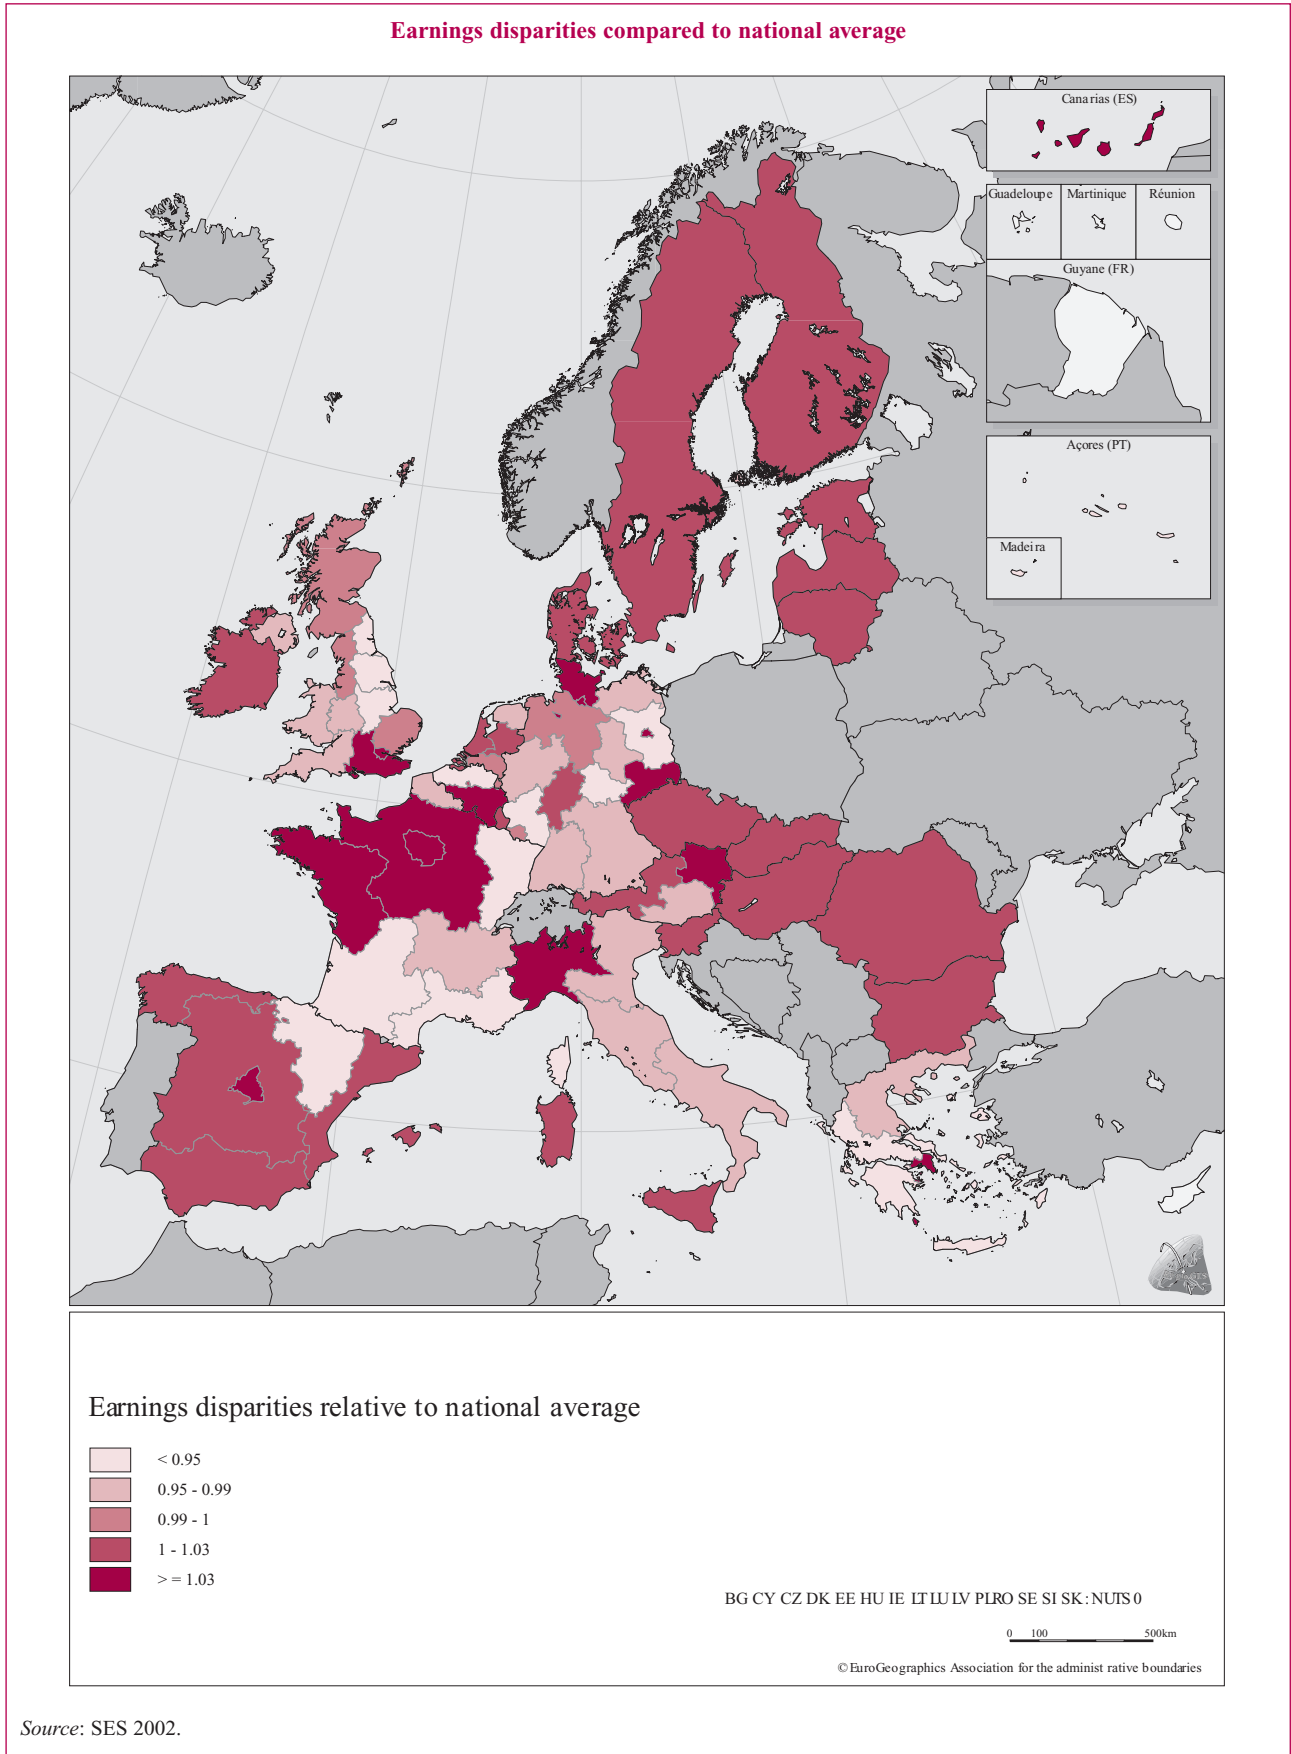 Earnings disparities compared to national average
Canarias (ES)
Guadeloupe Martinique Réunion
Guyane (FR)
Açores (PT)
Madeira
Earnings disparities relative to national average
< 0.95
0.95 - 0.99
0.99 - 1
1 - 1.03
> = 1.03
BG CY CZ DK EE HU IE LT LU LV PLRO SE SI SK : NUTS 0
0 100 500km
© EuroGeographics Association for the administ rative boundaries
Source: SES 2002.